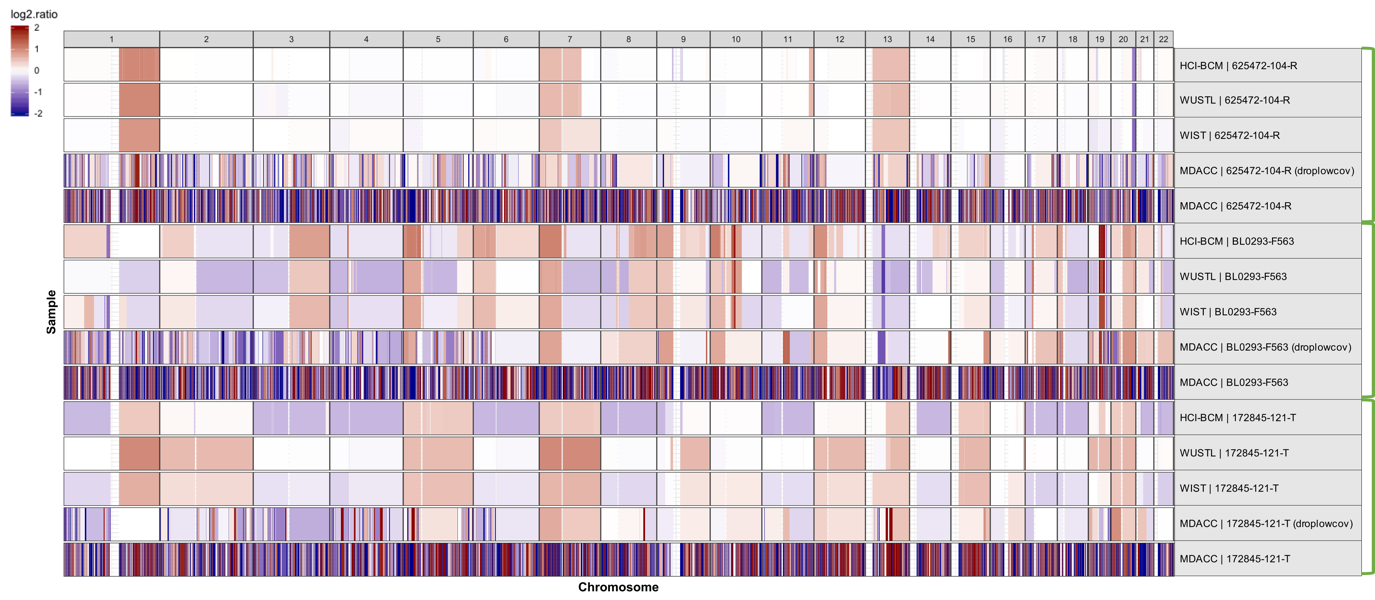 log2.ratio
2
1
0
-1
-2
1 2 3 4 5 6 7 8 9 10 11 12 13 14 15 16 17 18 19 20 21 22
HCI-BCM | 625472-104-R
WUSTL | 625472-104-R
WIST | 625472-104-R
MDACC | 625472-104-R (droplowcov)
MDACC | 625472-104-R
HCI-BCM | BL0293-F563
WUSTL | BL0293-F563
WIST | BL0293-F563
MDACC | BL0293-F563 (droplowcov)
MDACC | BL0293-F563
HCI-BCM | 172845-121-T
WUSTL | 172845-121-T
WIST | 172845-121-T
MDACC | 172845-121-T (droplowcov)
MDACC | 172845-121-T
Sample
Chromosome